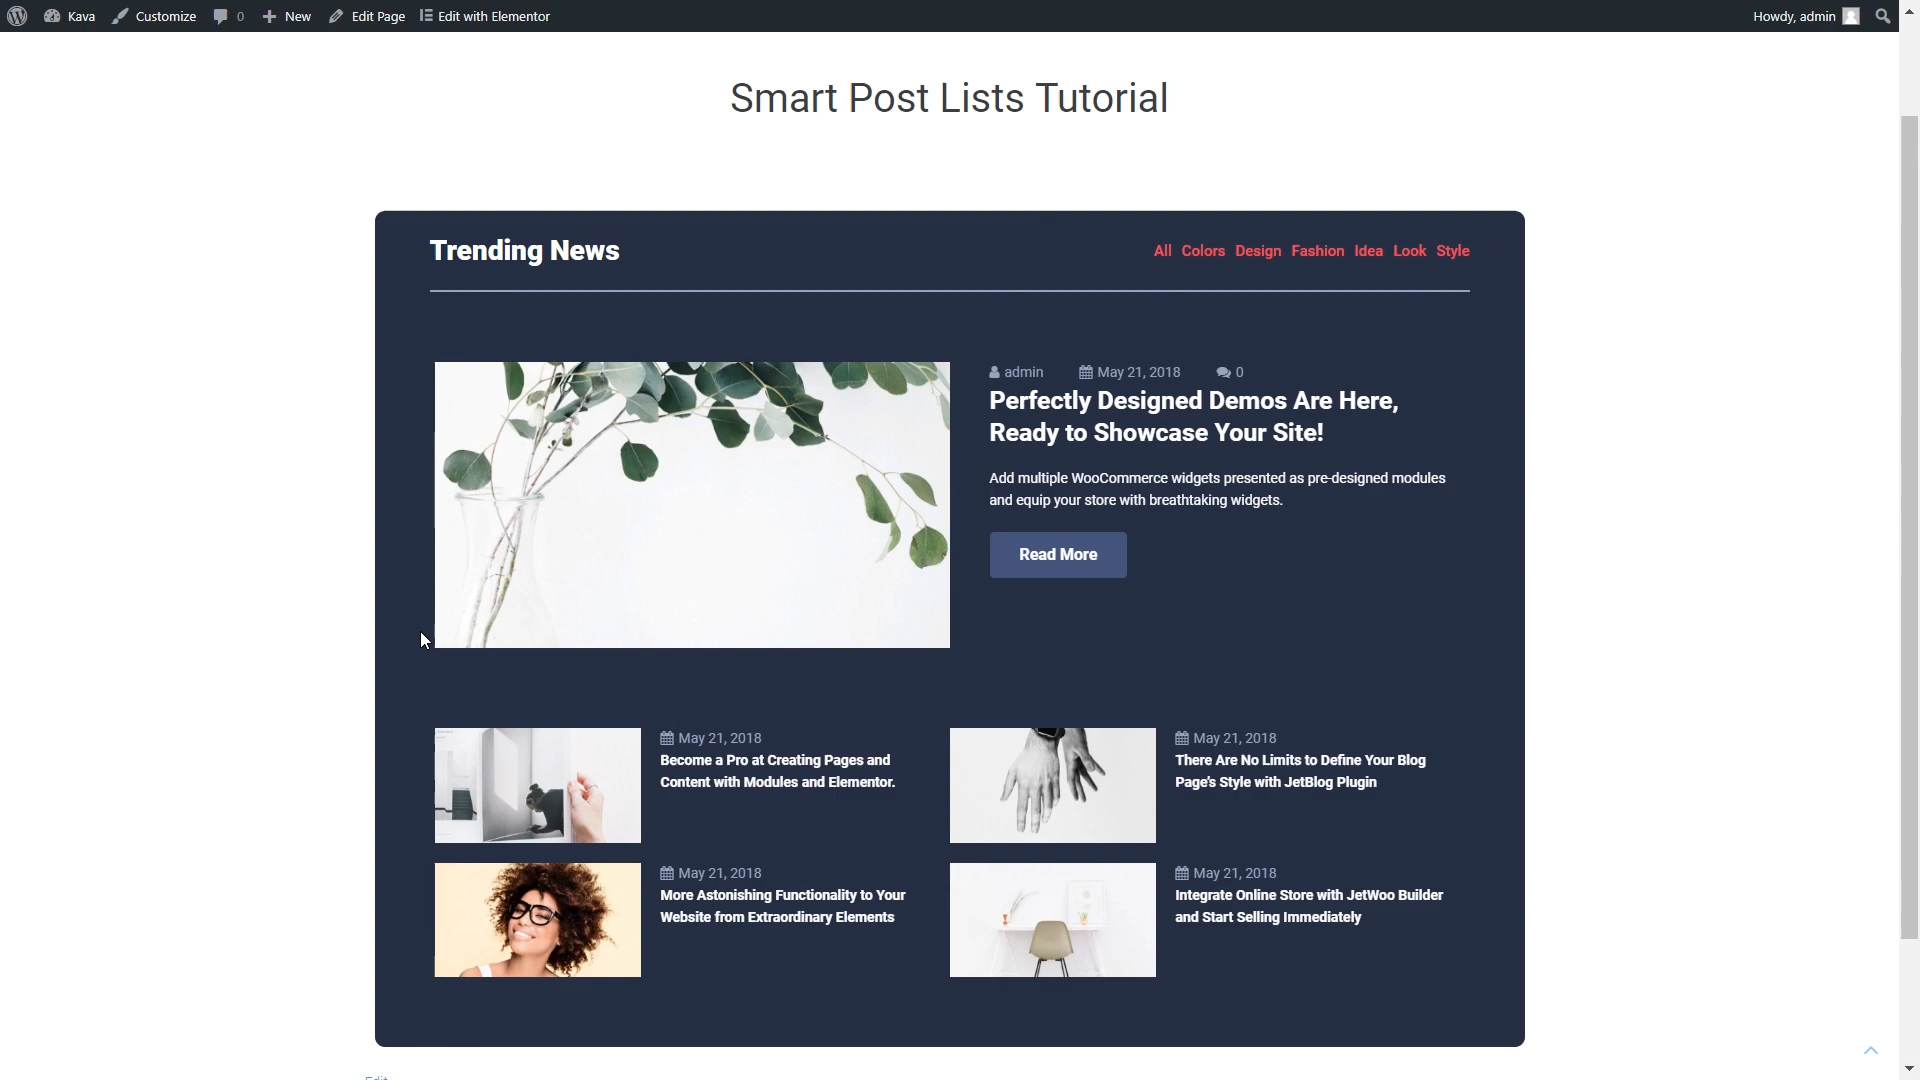 Kava Customize 0 New Edit Page Edit with Elementor Howdy, admin
Smart Post Lists Tutorial
Trending News All Colors Design Fashion Idea Look Style
admin May 21, 2018 0
Perfectly Designed Demos Are Here,
Ready to Showcase Your Site!
Add multiple WooCommerce widgets presented as pre-designed modules
and equip your store with breathtaking widgets.
Read More
May 21, 2018
Become a Pro at Creating Pages and
Content with Modules and Elementor.
May 21, 2018
There Are No Limits to Define Your Blog
Page's Style with JetBlog Plugin
May 21, 2018
More Astonishing Functionality to Your
Website from Extraordinary Elements
May 21, 2018
Integrate Online Store with JetWoo Builder
and Start Selling Immediately
Edit